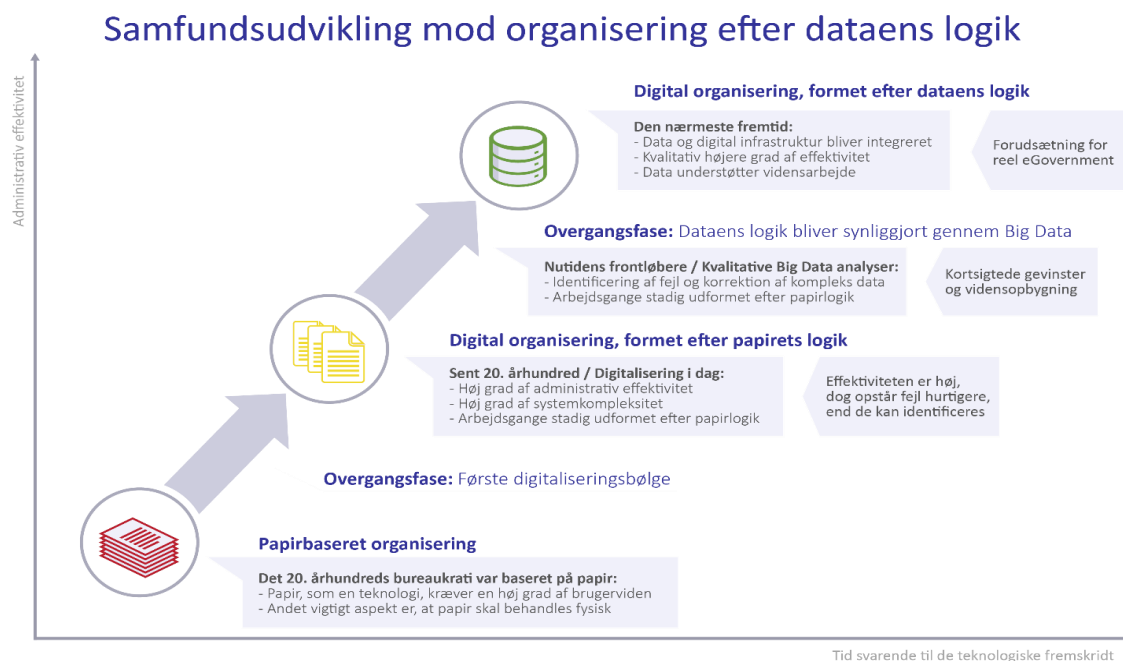 Samfundsudvikling mod organisering efter dataens logik
Administrativ effektivitet
Digital organisering, formet efter dataens logik
Den nærmeste fremtid:
- Data og digital infrastruktur bliver integreret
- Kvalitativ højere grad af effektivitet
- Data understøtter vidensarbejde
Forudsætning for
reel eGovernment
Overgangsfase: Dataens logik bliver synliggjort gennem Big Data
Nutidens frontløbere / Kvalitative Big Data analyser:
- Identificering af fejl og korrektion af kompleks data
- Arbejdsgange stadig udformet efter papirlogik
Kortsigtede gevinster
og vidensopbygning
Digital organisering, formet efter papirets logik
Sent 20. århundred / Digitalisering i dag:
- Høj grad af administrativ effektivitet
- Høj grad af systemkompleksitet
- Arbejdsgange stadig udformet efter papirlogik
Effektiviteten er høj,
dog opstår fejl hurtigere,
end de kan identificeres
Overgangsfase: Første digitaliseringsbølge
Papirbaseret organisering
Det 20. århundreds bureaukrati var baseret på papir:
- Papir, som en teknologi, kræver en høj grad af brugerviden
- Andet vigtigt aspekt er, at papir skal behandles fysisk
Tid svarende til de teknologiske fremskridt